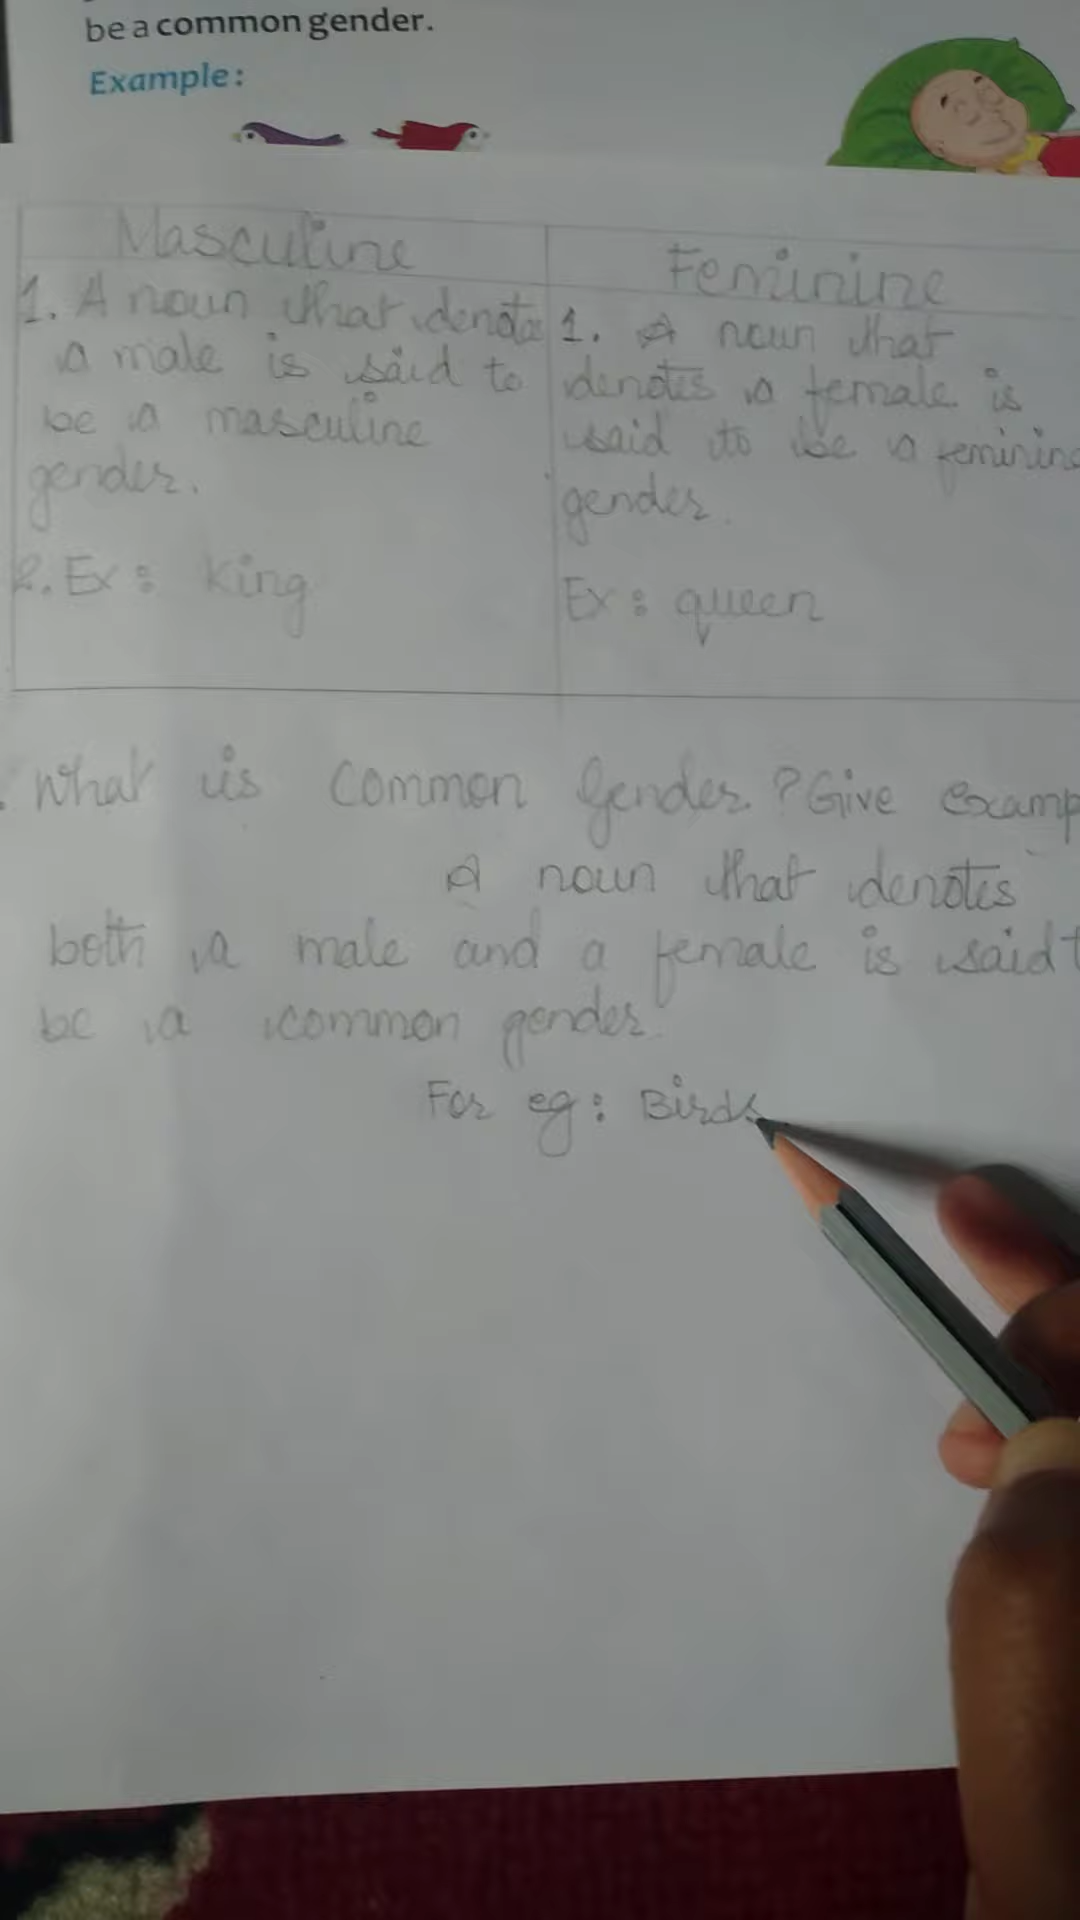 be a common gender.
Example:
Masculine
Feminine
1. A noun that denotes
a male is said to
be a masculine
gender.
2. Ex: King
1. A noun that
denotes a female is
said to be a feminine
gender.
Ex: queen
What is Common Gender? Give examp
A noun that denotes
both a male and a female is said t
be a common gender.
For eg: Birds